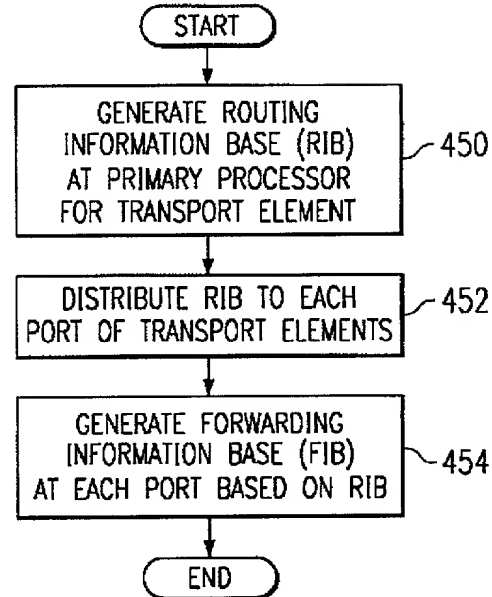 START
GENERATE ROUTING
INFORMATION BASE (RIB)
AT PRIMARY PROCESSOR
FOR TRANSPORT ELEMENT
450
DISTRIBUTE RIB TO EACH
PORT OF TRANSPORT ELEMENTS
452
GENERATE FORWARDING
INFORMATION BASE (FIB)
AT EACH PORT BASED ON RIB
454
END